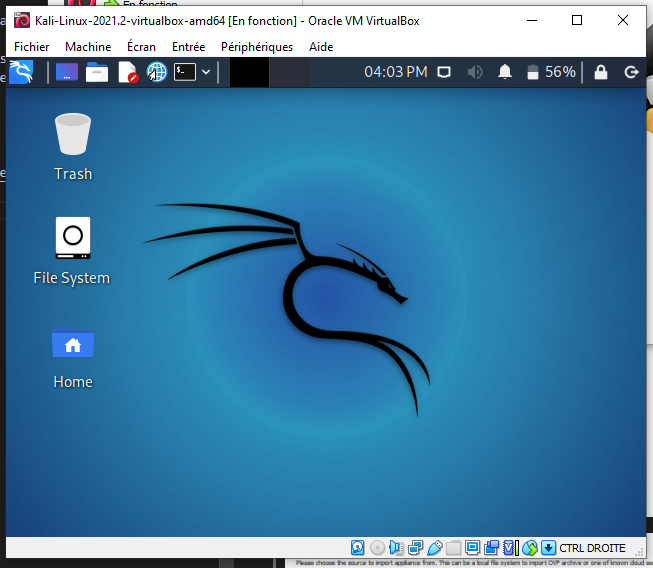 En fonction
Kali-Linux-2021.2-virtualbox-amd64 [En fonction] - Oracle VM VirtualBox
Fichier Machine Écran Entrée Périphériques Aide
04:03 PM 56%
Trash
File System
Home
CTRL DROITE
Please choose the source to import appliance from. This can be a local file system to import OVF archive or one of known cloud se